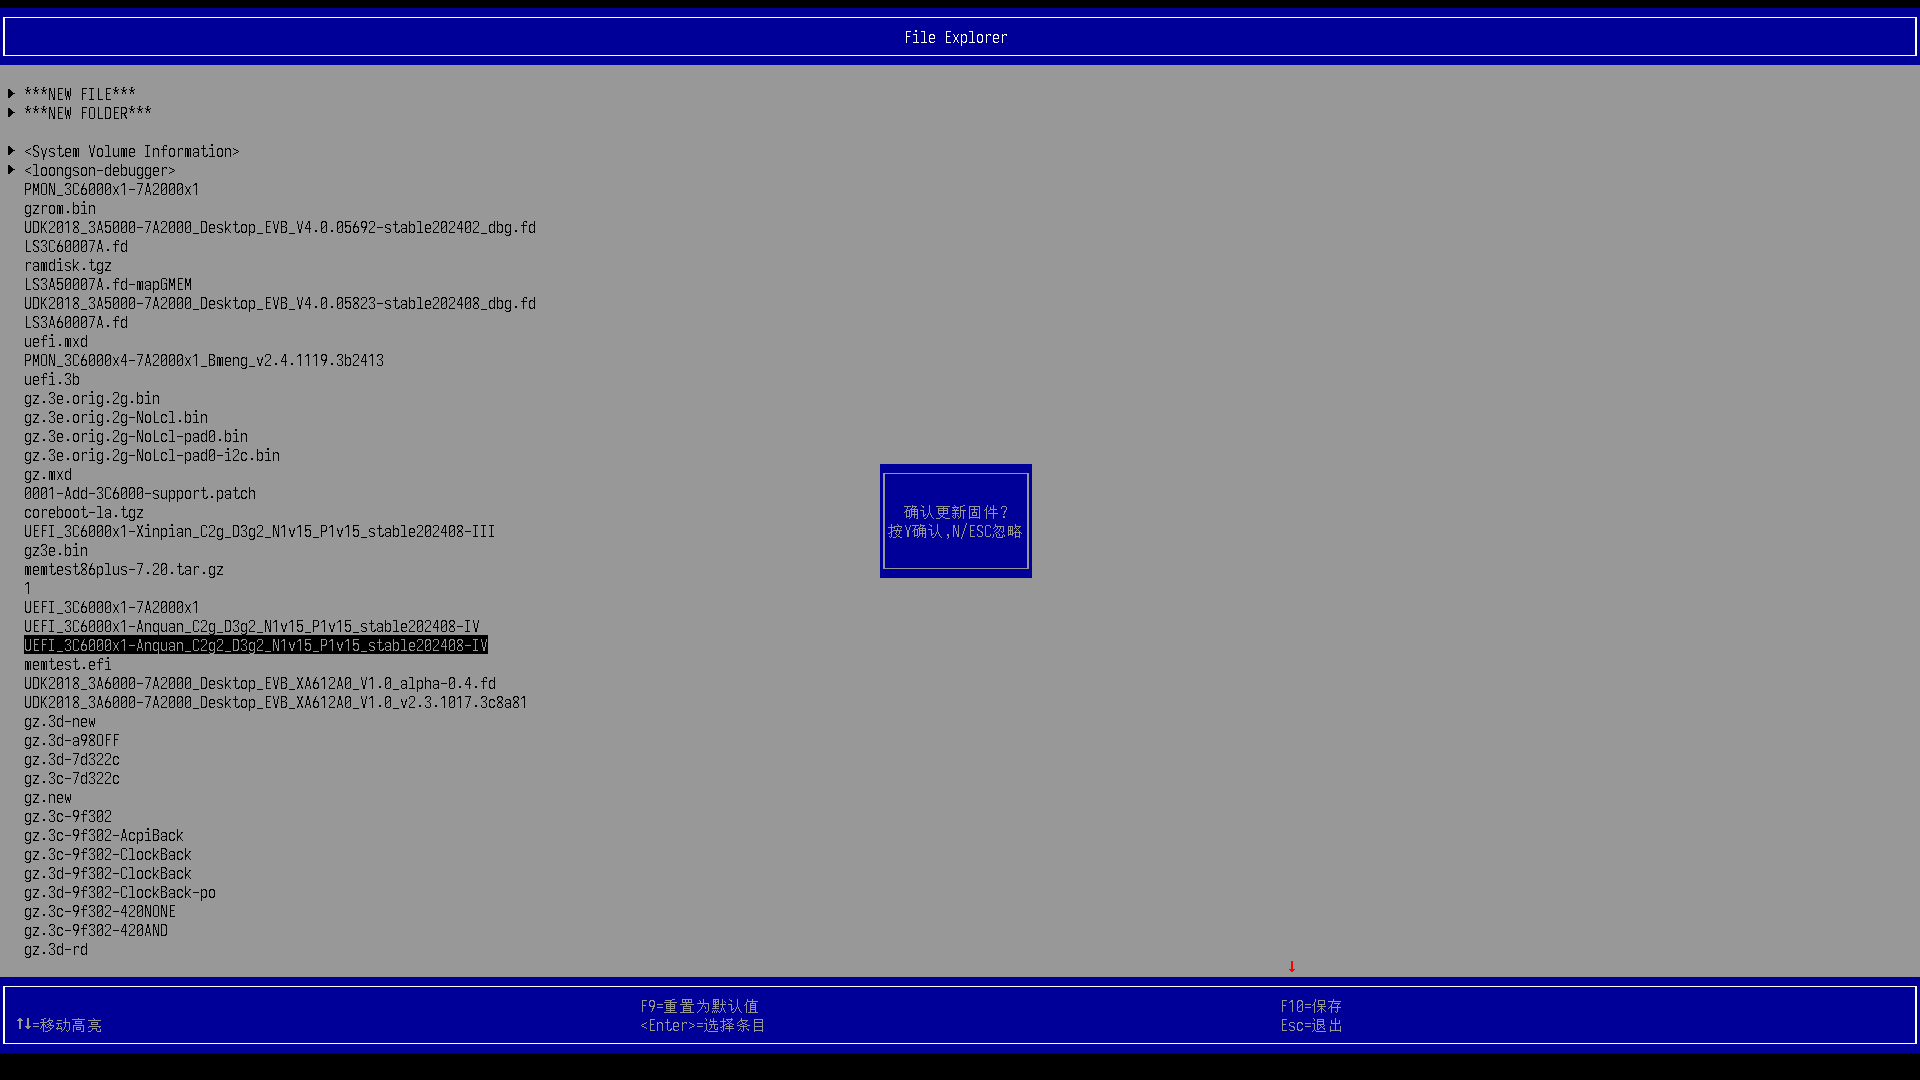 File Explorer
***NEW FILE***
***NEW FOLDER***
<System Volume Information>
<loongson-debugger>
PMON_3C6000x1-7A2000x1
gzrom.bin
UDK2018_3A5000-7A2000_Desktop_EVB_V4.0.05692-stable202402_dbg.fd
LS3C60007A.fd
ramdisk.tgz
LS3A50007A.fd-mapGMEM
UDK2018_3A5000-7A2000_Desktop_EVB_V4.0.05823-stable202408_dbg.fd
LS3A60007A.fd
uefi.mxd
PMON_3C6000x4-7A2000x1_Bmeng_v2.4.1119.3b2413
uefi.3b
gz.3e.orig.2g.bin
gz.3e.orig.2g-NoLcl.bin
gz.3e.orig.2g-NoLcl-pad0.bin
gz.3e.orig.2g-NoLcl-pad0-i2c.bin
gz.mxd
0001-Add-3C6000-support.patch
coreboot-la.tgz
UEFI_3C6000x1-Xinpian_C2g_D3g2_N1v15_P1v15_stable202408-III
gz3e.bin
memtest86plus-7.20.tar.gz
1
UEFI_3C6000x1-7A2000x1
UEFI_3C6000x1-Anquan_C2g_D3g2_N1v15_P1v15_stable202408-IV
UEFI_3C6000x1-Anquan_C2g2_D3g2_N1v15_P1v15_stable202408-IV
memtest.efi
UDK2018_3A6000-7A2000_Desktop_EVB_XA612A0_V1.0_alpha-0.4.fd
UDK2018_3A6000-7A2000_Desktop_EVB_XA612A0_V1.0_v2.3.1017.3c8a81
gz.3d-new
gz.3d-a98OFF
gz.3d-7d322c
gz.3c-7d322c
gz.new
gz.3c-9f302
gz.3c-9f302-AcpiBack
gz.3c-9f302-ClockBack
gz.3d-9f302-ClockBack
gz.3d-9f302-ClockBack-po
gz.3c-9f302-420NONE
gz.3c-9f302-420AND
gz.3d-rd
确认更新固件?
按Y确认,N/ESC忽略
↓
F9=重置为默认值
F10=保存
↑↓=移动高亮
<Enter>=选择条目
Esc=退出